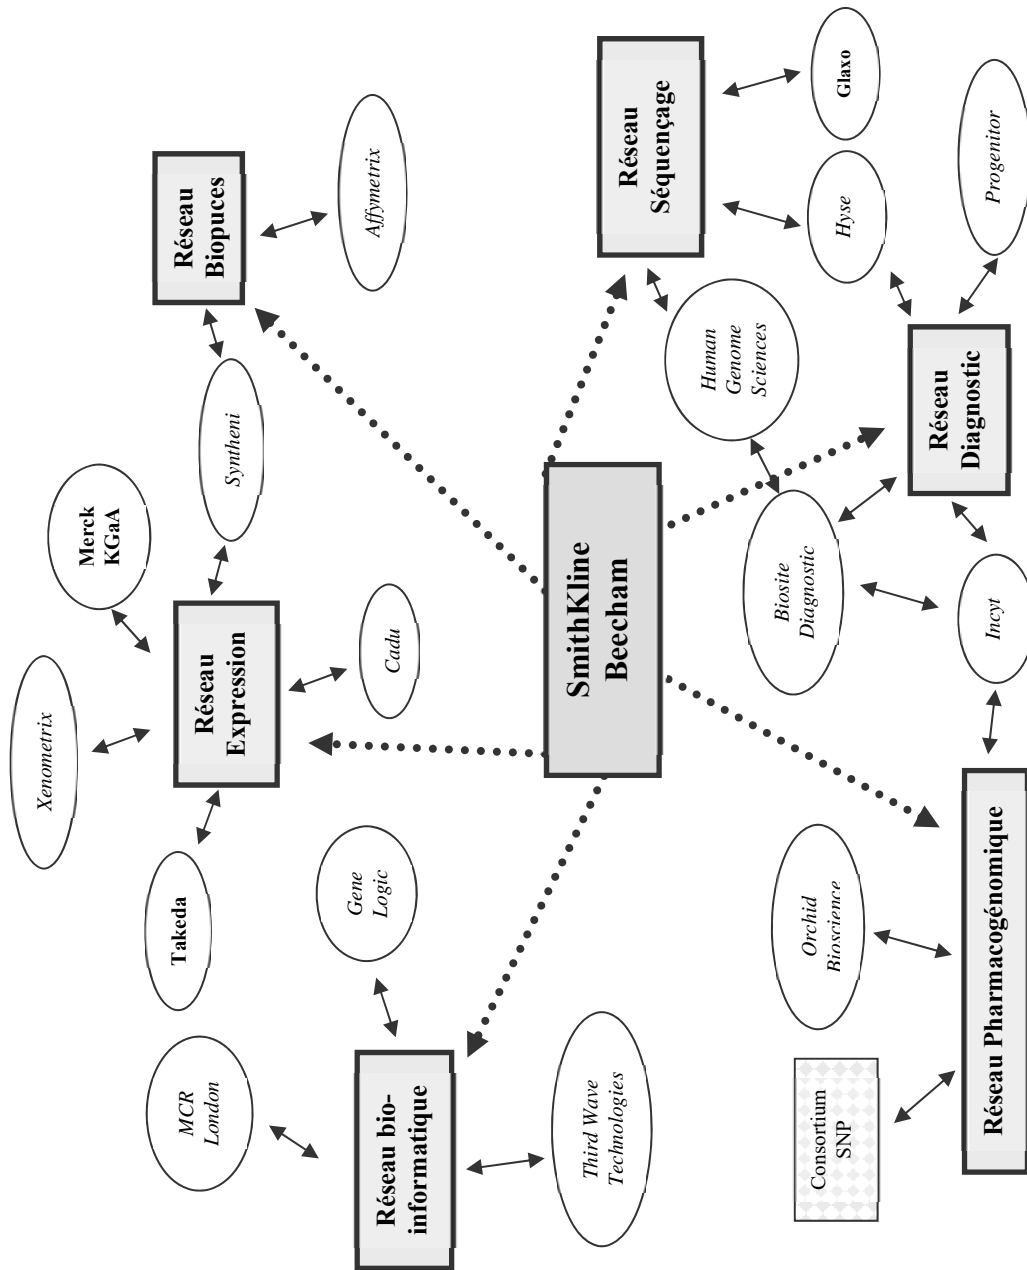 MCR
London
Takeda
Xenometrix
Merck
KGaA
Réseau
Expression
Syntheni
Réseau
Biopuces
Affymetrix
Réseau bio-
informatique
Gene
Logic
Cadu
Third Wave
Technologies
SmithKline
Beecham
Human
Genome
Sciences
Réseau
Séquençage
Glaxo
Hyse
Consortium
SNP
Orchid
Bioscience
Biosite
Diagnostic
Réseau
Diagnostic
Progenitor
Réseau Pharmacogénomique
Incyt